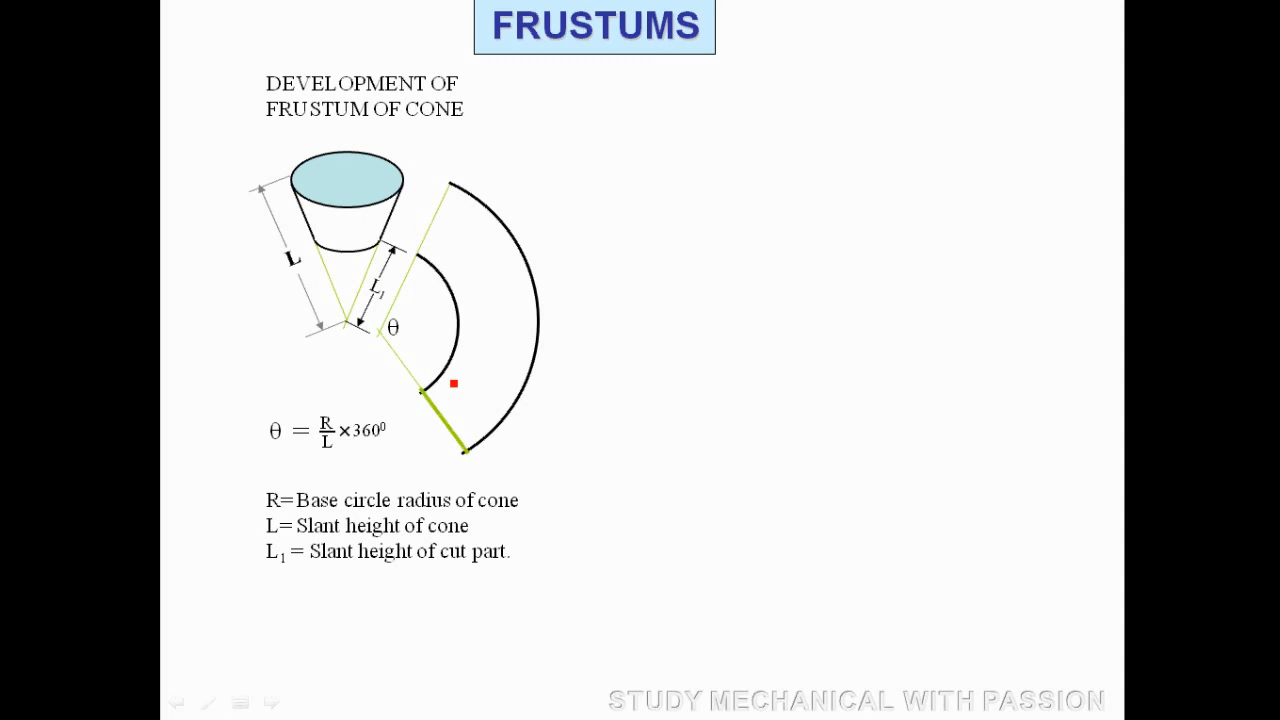 FRUSTUMS
DEVELOPMENT OF
FRUSTUM OF CONE
L
L₁
θ
θ = R/L ×360⁰
R= Base circle radius of cone
L= Slant height of cone
L₁ = Slant height of cut part.
STUDY MECHANICAL WITH PASSION